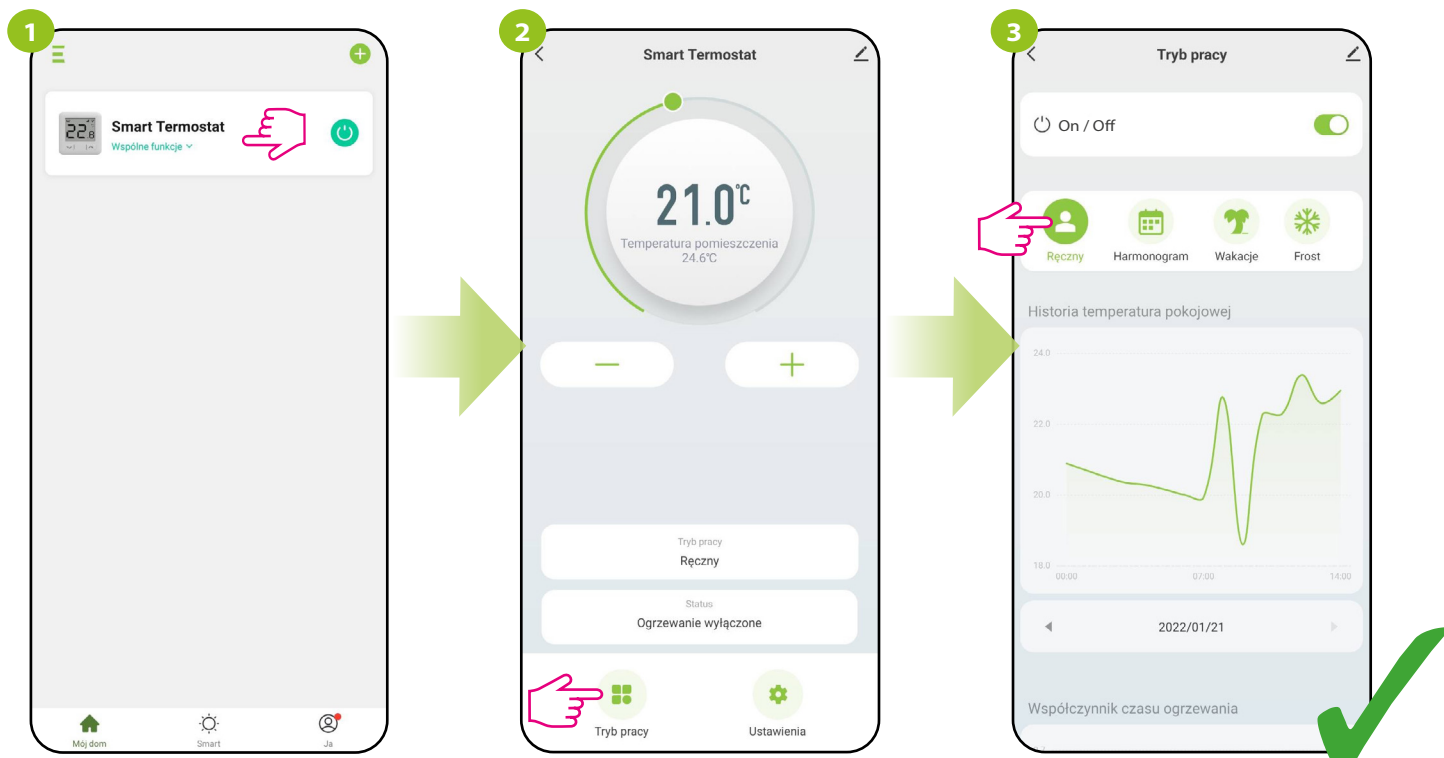 1
Smart Termostat
Wspólne funkcje
22.8
Mój dom
Smart
Ja
2
Smart Termostat
21.0°C
Temperatura pomieszczenia
24.6°C
Tryb pracy
Ręczny
Status
Ogrzewanie wyłączone
Tryb pracy
Ustawienia
3
Tryb pracy
On / Off
Ręczny Harmonogram Wakacje Frost
Historia temperatura pokojowej
24.0
22.0
20.0
18.0
00:00 07:00 14:00
2022/01/21
Współczynnik czasu ogrzewania